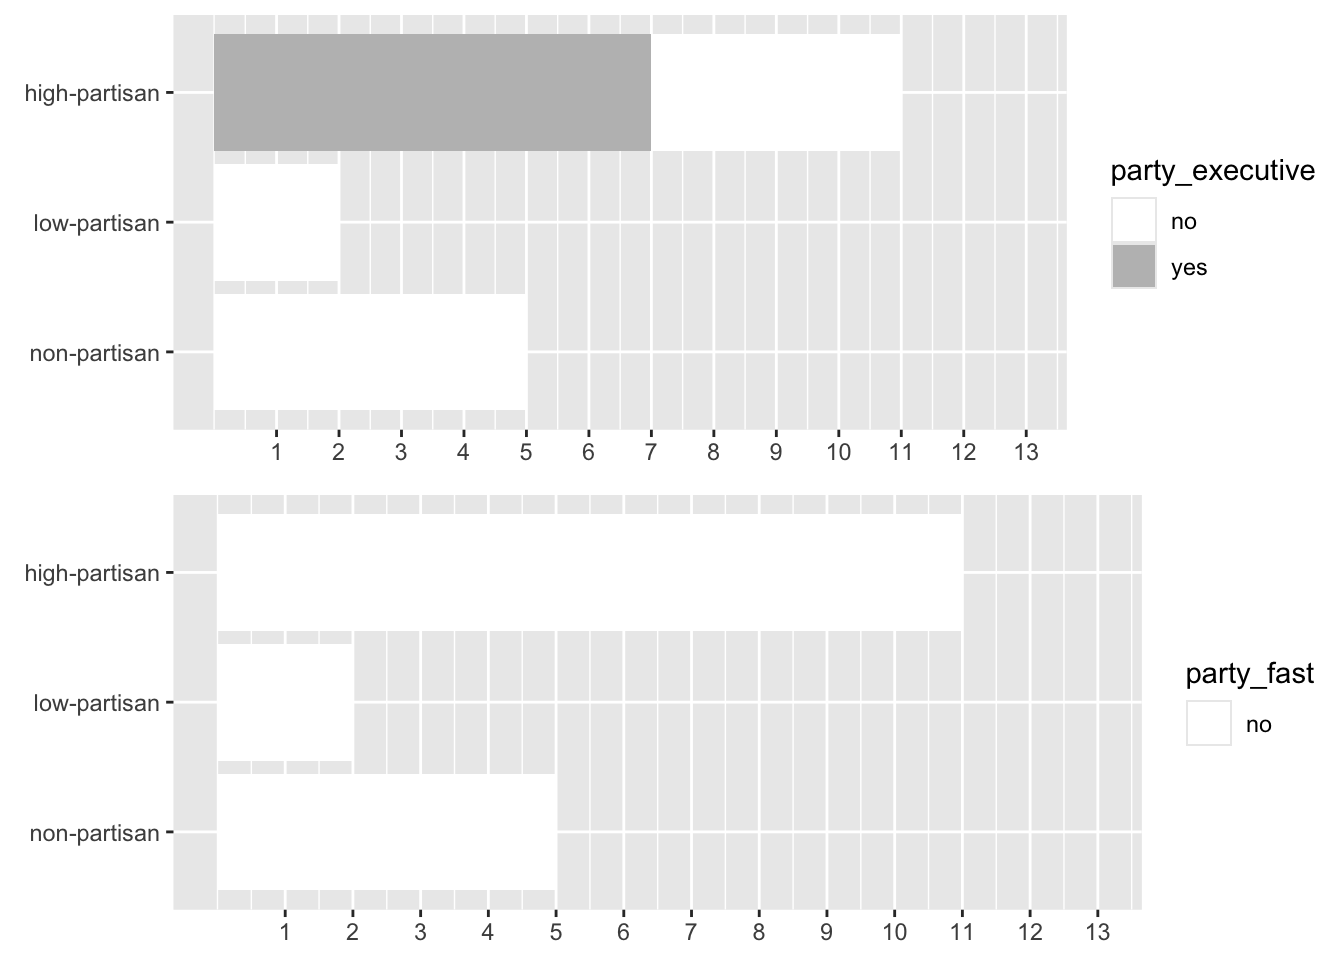 high-partisan
low-partisan
non-partisan
1 2 3 4 5 6 7 8 9 10 11 12 13
party_executive
no
yes
high-partisan
low-partisan
non-partisan
1 2 3 4 5 6 7 8 9 10 11 12 13
party_fast
no